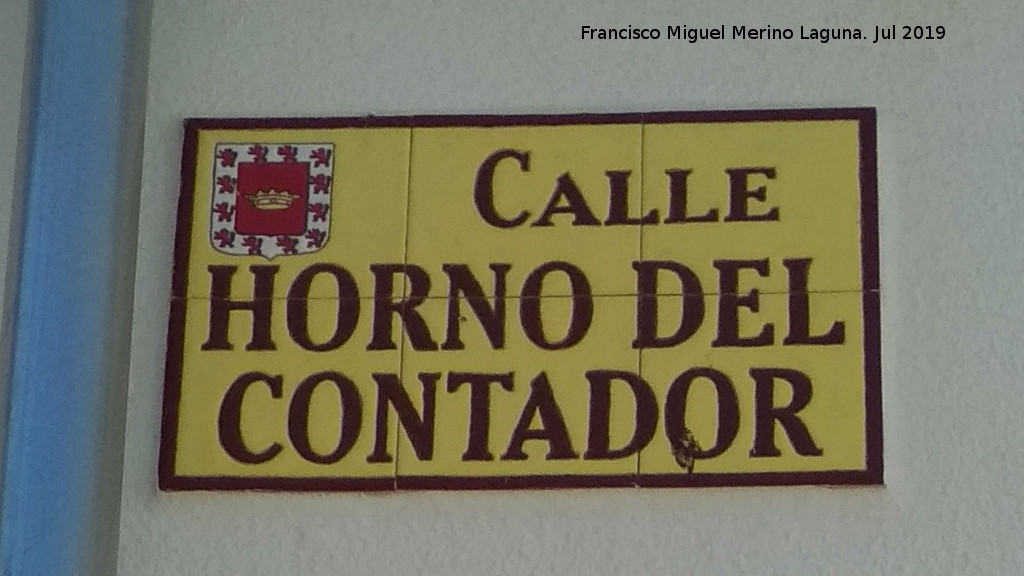 Francisco Miguel Merino Laguna. Jul 2019
CALLE
HORNO DEL
CONTADOR